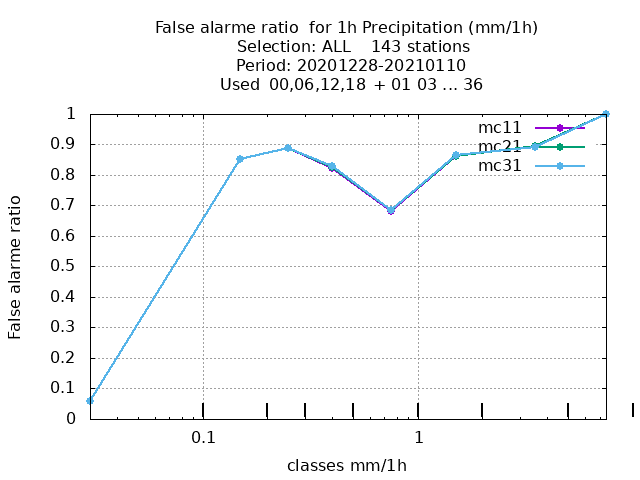 False alarme ratio  for 1h Precipitation (mm/1h)
Selection: ALL    143 stations
Period: 20201228-20210110
Used  00,06,12,18  + 01 03 ... 36
1
0.9
0.8
0.7
0.6
0.5
0.4
0.3
0.2
0.1
0
False alarme ratio
mc11
mc21
mc31
0.1
1
classes mm/1h